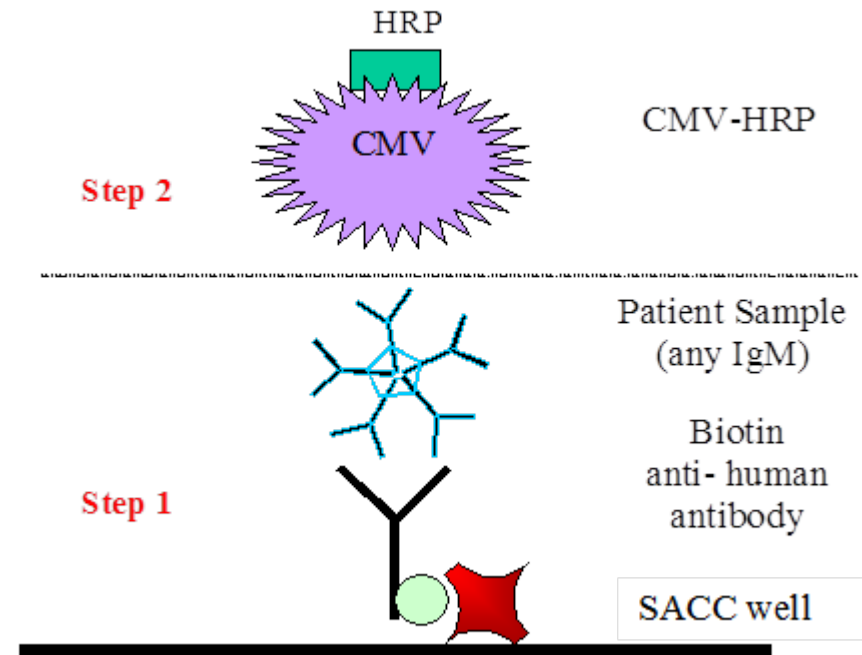 HRP
CMV
CMV-HRP
Step 2
Patient Sample
(any IgM)
Biotin
anti- human
antibody
Step 1
SACC well